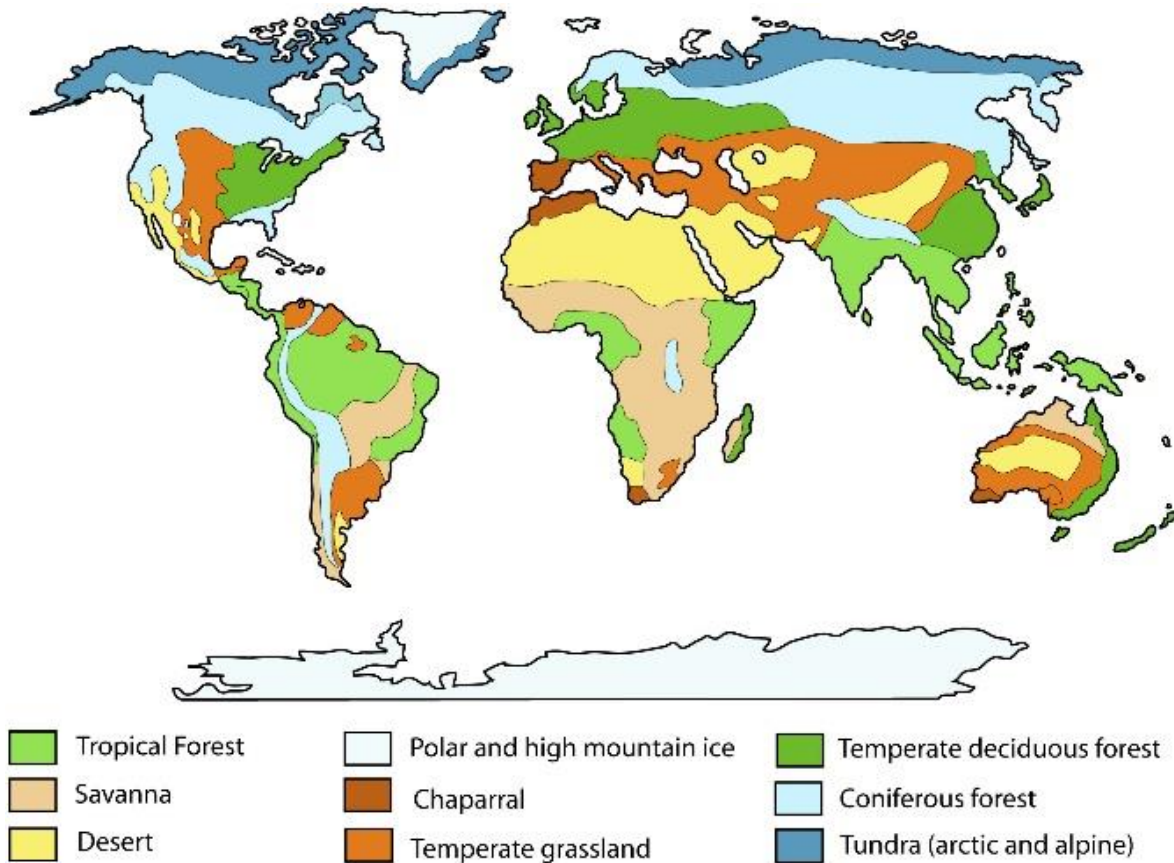 Tropical Forest
Polar and high mountain ice
Temperate deciduous forest
Savanna
Chaparral
Coniferous forest
Desert
Temperate grassland
Tundra (arctic and alpine)